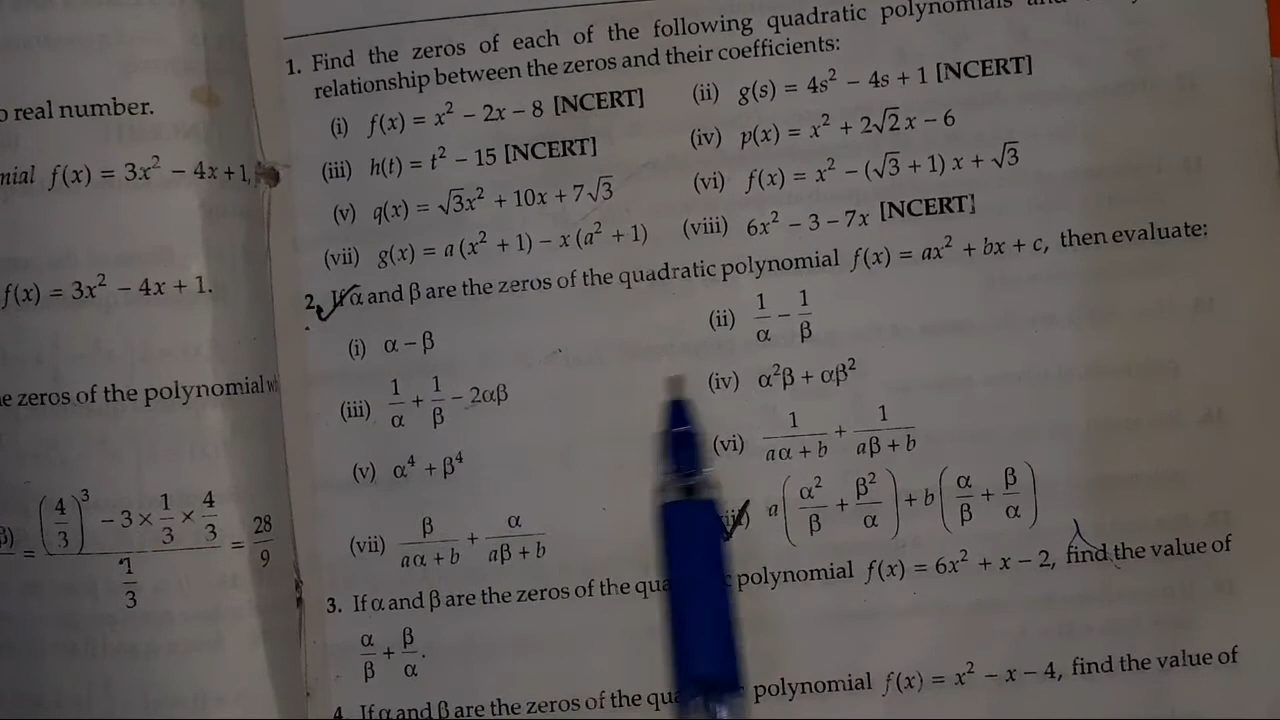 o real number.
nial f(x) = 3x² − 4x + 1,
f(x) = 3x² − 4x + 1.
e zeros of the polynomial
β) = ((4/3)³ − 3 × 1/3 × 4/3) / (1/3) = 28/9
1. Find the zeros of each of the following quadratic polynomials
relationship between the zeros and their coefficients:
(i) f(x) = x² − 2x − 8 [NCERT] (ii) g(s) = 4s² − 4s + 1 [NCERT]
(iii) h(t) = t² − 15 [NCERT] (iv) p(x) = x² + 2√2 x − 6
(v) q(x) = √3x² + 10x + 7√3 (vi) f(x) = x² − (√3 + 1) x + √3
(vii) g(x) = a (x² + 1) − x (a² + 1) (viii) 6x² − 3 − 7x [NCERT]
2. If α and β are the zeros of the quadratic polynomial f(x) = ax² + bx + c, then evaluate:
(i) α − β (ii) 1/α − 1/β
(iii) 1/α + 1/β − 2αβ (iv) α²β + αβ²
(v) α⁴ + β⁴ (vi) 1/(aα + b) + 1/(aβ + b)
(vii) β/(aα + b) + α/(aβ + b) a(α²/β + β²/α) + b(α/β + β/α)
3. If α and β are the zeros of the polynomial f(x) = 6x² + x − 2, find the value of
α/β + β/α.
4. If α and β are the zeros of the polynomial f(x) = x² − x − 4, find the value of